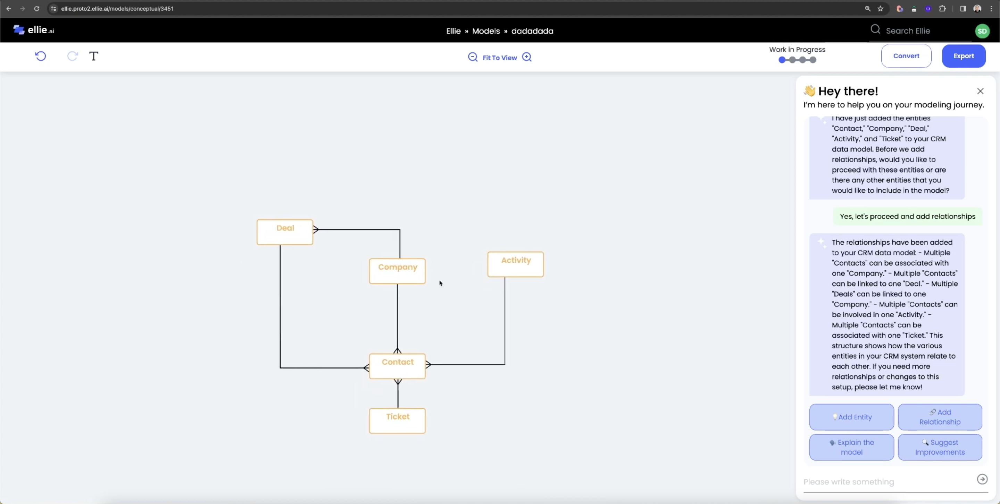 ellie.proto2.ellie.ai/models/conceptual/3451
ellie.ai
Ellie » Models » dadadada
Search Ellie
SD
T
Fit To View
Work in Progress
Convert
Export
Deal
Company
Activity
Contact
Ticket
👋 Hey there!
I'm here to help you on your modeling journey.
I have just added the entities
"Contact," "Company," "Deal,"
"Activity," and "Ticket" to your CRM
data model. Before we add
relationships, would you like to
proceed with these entities or are
there any other entities that you
would like to include in the model?
Yes, let's proceed and add relationships
The relationships have been added
to your CRM data model: - Multiple
"Contacts" can be associated with
one "Company." - Multiple "Contacts"
can be linked to one "Deal." - Multiple
"Deals" can be linked to one
"Company." - Multiple "Contacts" can
be involved in one "Activity." -
Multiple "Contacts" can be
associated with one "Ticket." This
structure shows how the various
entities in your CRM system relate to
each other. If you need more
relationships or changes to this
setup, please let me know!
💡Add Entity
🔗 Add
Relationship
🗣 Explain the
model
🔍 Suggest
Improvements
Please write something